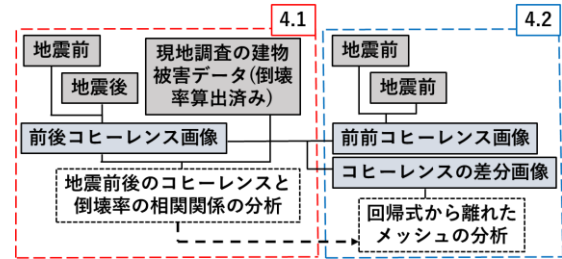 4.1
地震前
地震後
現地調査の建物
被害データ(倒壊
率算出済み)
前後コヒーレンス画像
地震前後のコヒーレンスと
倒壊率の相関関係の分析
4.2
地震前
地震前
前前コヒーレンス画像
コヒーレンスの差分画像
回帰式から離れた
メッシュの分析